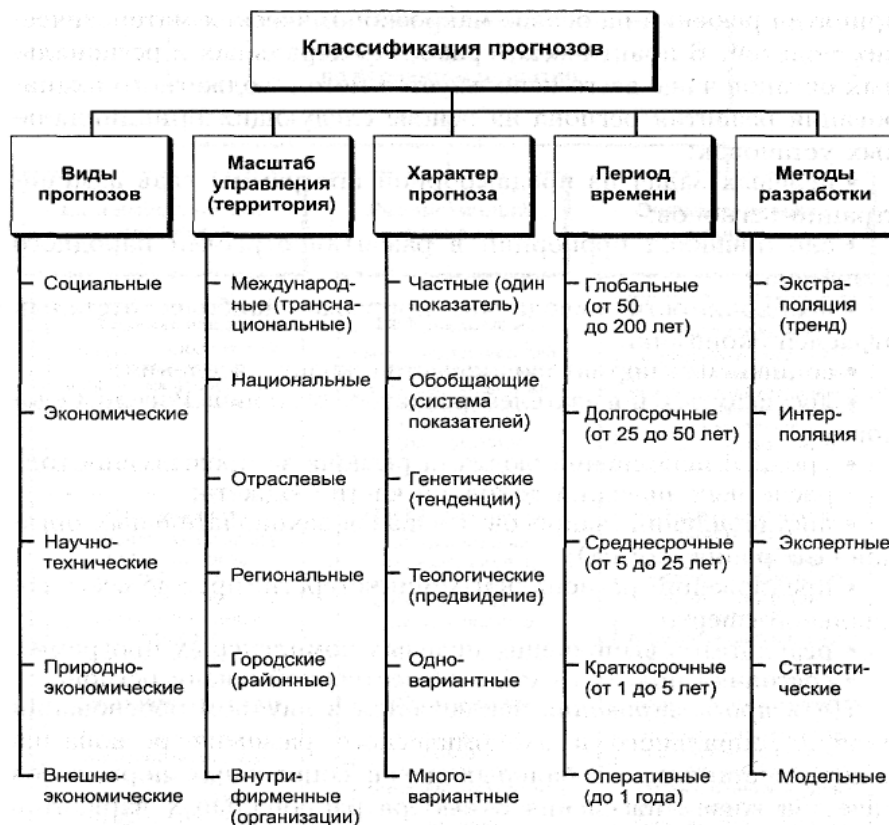 Классификация прогнозов
Виды
прогнозов
Социальные
Экономические
Научно-
технические
Природно-
экономические
Внешне-
экономические
Масштаб
управления
(территория)
Международ-
ные (трансна-
циональные)
Национальные
Отраслевые
Региональные
Городские
(районные)
Внутри-
фирменные
(организации)
Характер
прогноза
Частные (один
показатель)
Обобщающие
(система
показателей)
Генетические
(тенденции)
Теологические
(предвидение)
Одно-
вариантные
Много-
вариантные
Период
времени
Глобальные
(от 50
до 200 лет)
Долгосрочные
(от 25 до 50 лет)
Среднесрочные
(от 5 до 25 лет)
Краткосрочные
(от 1 до 5 лет)
Оперативные
(до 1 года)
Методы
разработки
Экстра-
поляция
(тренд)
Интер-
поляция
Экспертные
Статисти-
ческие
Модельные